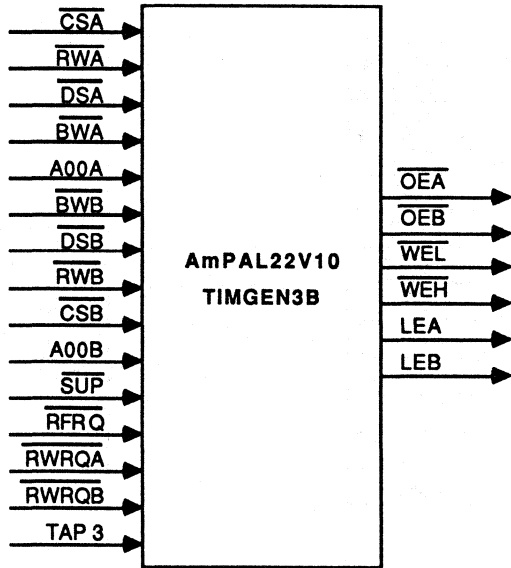 CSA
RWA
DSA
BWA
A00A
BWB
DSB
RWB
CSB
A00B
SUP
RFRQ
RWRQA
RWRQB
TAP 3
AmPAL22V10
TIMGEN3B
OEA
OEB
WEL
WEH
LEA
LEB